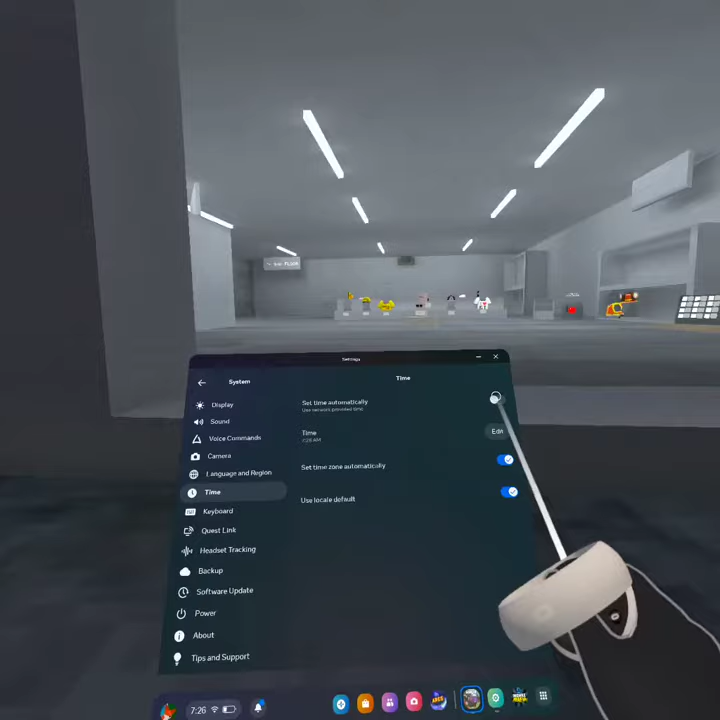 Settings
System
Time
Display
Sound
Voice Commands
Camera
Language and Region
Time
Keyboard
Quest Link
Headset Tracking
Backup
Software Update
Power
About
Tips and Support
Set time automatically
Use network provided time
Time
Edit
Set time zone automatically
Use locale default
7:26